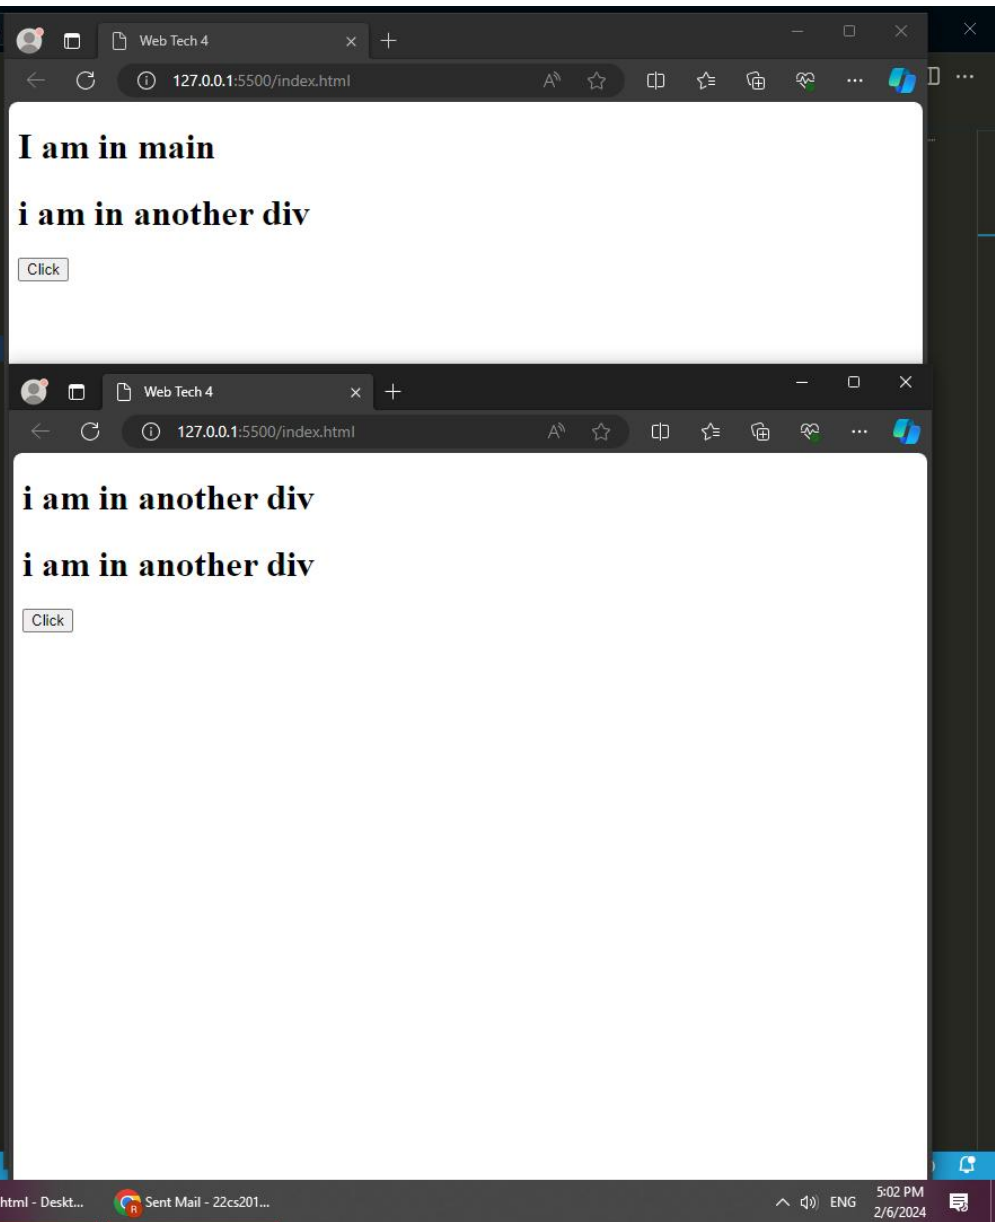 Web Tech 4
127.0.0.1:5500/index.html
I am in main
i am in another div
Click
Web Tech 4
127.0.0.1:5500/index.html
i am in another div
i am in another div
Click
html - Deskt...
Sent Mail - 22cs201...
ENG
5:02 PM
2/6/2024